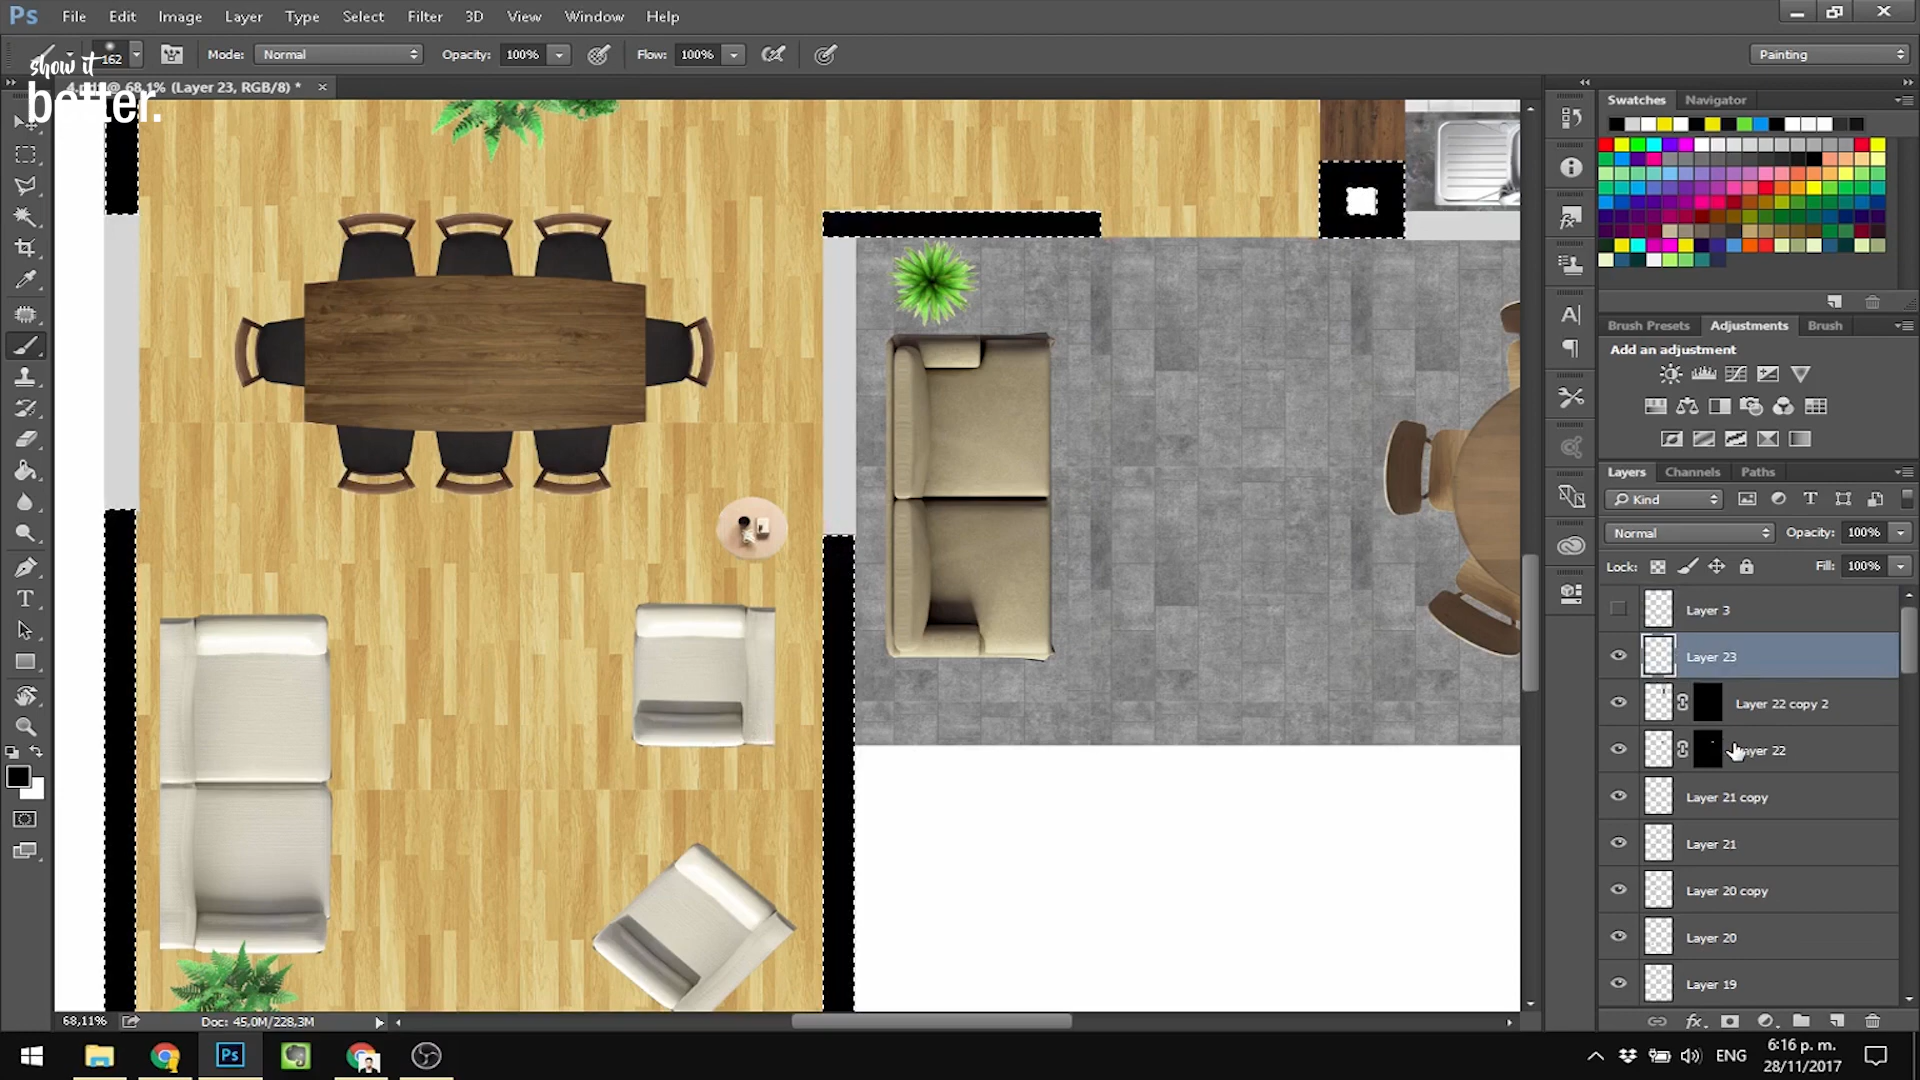 Ps File Edit Image Layer Type Select Filter 3D View Window Help
162 Mode: Normal Opacity: 100% Flow: 100% Painting
show it
better.
@ 68,1% (Layer 23, RGB/8) *
Swatches Navigator
Brush Presets Adjustments Brush
Add an adjustment
Layers Channels Paths
Kind
Normal Opacity: 100%
Lock: Fill: 100%
Layer 3
Layer 23
Layer 22 copy 2
Layer 22
Layer 21 copy
Layer 21
Layer 20 copy
Layer 20
Layer 19
68,11% Doc: 45,0M/228,3M
Ps
ENG
6:16 p. m.
28/11/2017